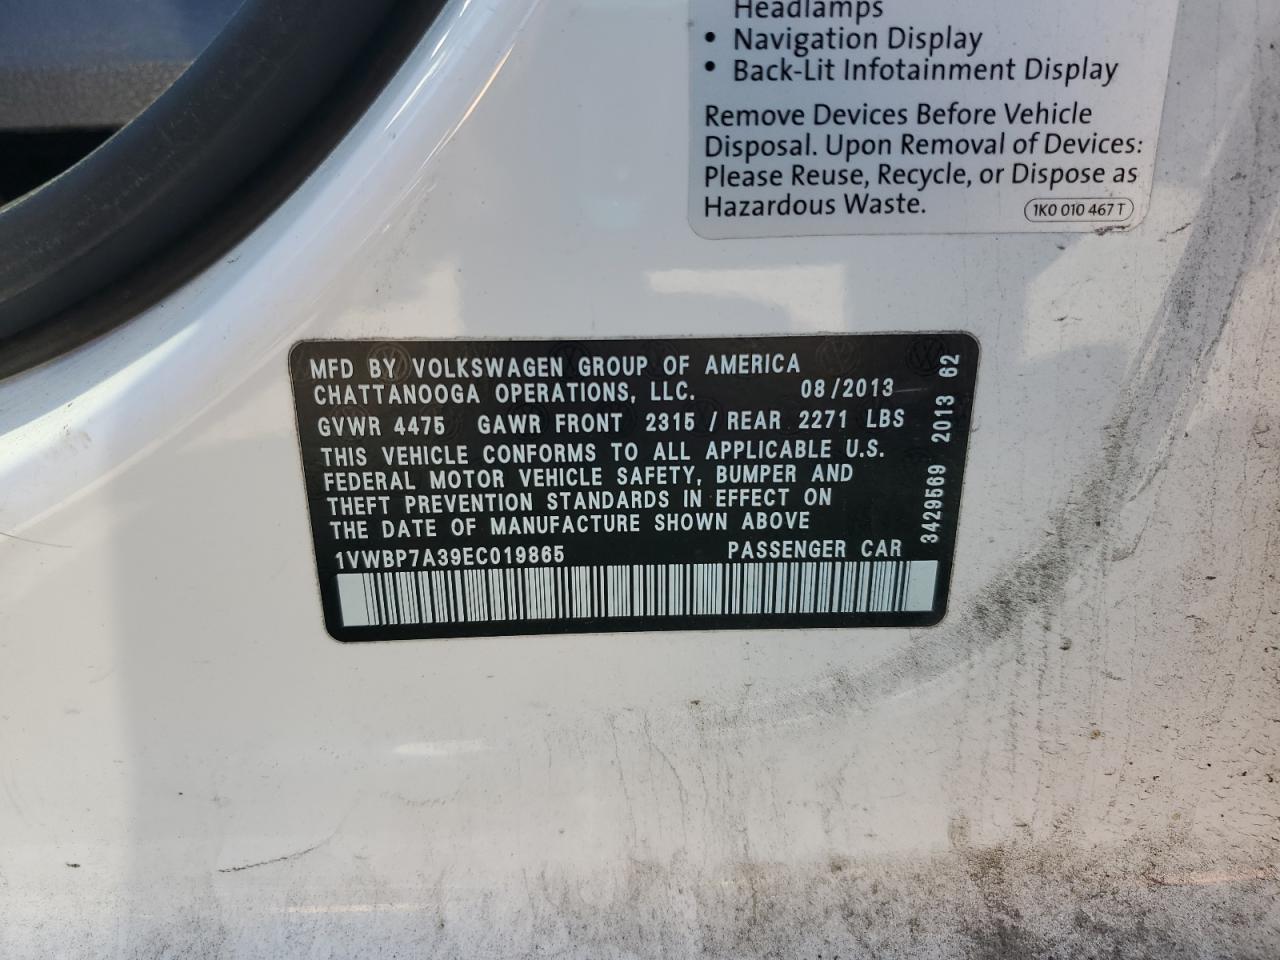 Headlamps
• Navigation Display
• Back-Lit Infotainment Display
Remove Devices Before Vehicle
Disposal. Upon Removal of Devices:
Please Reuse, Recycle, or Dispose as
Hazardous Waste.
1K0 010 467 T
MFD BY VOLKSWAGEN GROUP OF AMERICA
CHATTANOOGA OPERATIONS, LLC. 08/2013
GVWR 4475 GAWR FRONT 2315 / REAR 2271 LBS
THIS VEHICLE CONFORMS TO ALL APPLICABLE U.S.
FEDERAL MOTOR VEHICLE SAFETY, BUMPER AND
THEFT PREVENTION STANDARDS IN EFFECT ON
THE DATE OF MANUFACTURE SHOWN ABOVE
1VWBP7A39EC019865 PASSENGER CAR
3429569 2013 62